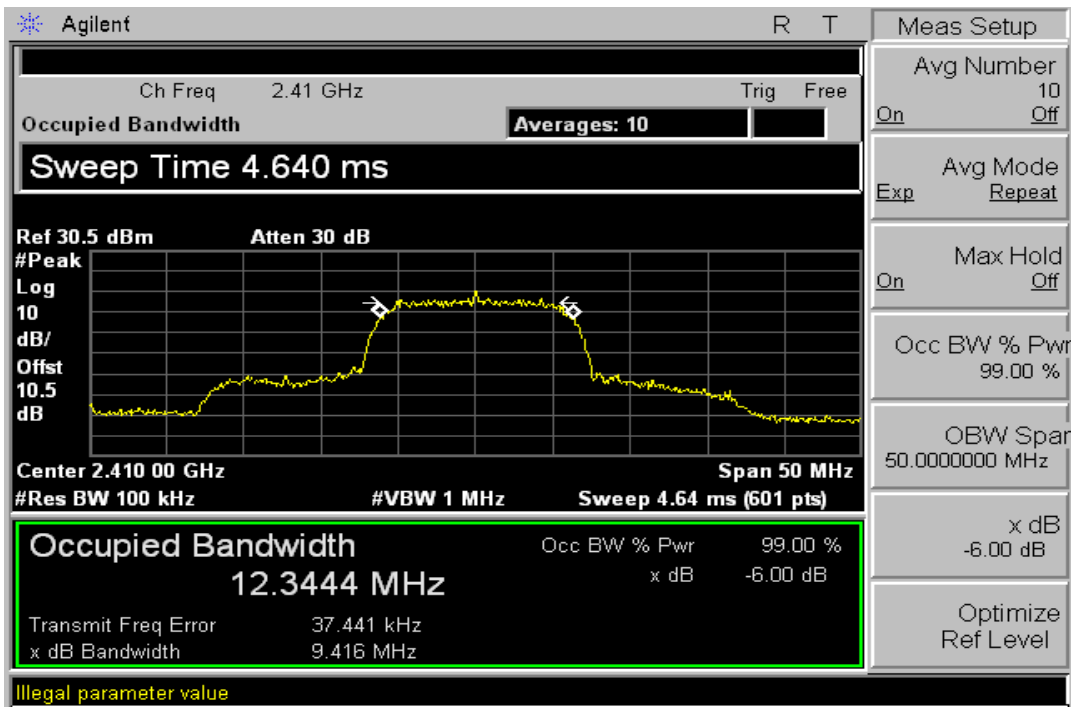 Agilent R T Meas Setup
Ch Freq 2.41 GHz Trig Free
Occupied Bandwidth Averages: 10
Sweep Time 4.640 ms
Ref 30.5 dBm Atten 30 dB
#Peak
Log
10
dB/
Offst
10.5
dB
Center 2.410 00 GHz Span 50 MHz
#Res BW 100 kHz #VBW 1 MHz Sweep 4.64 ms (601 pts)
Occupied Bandwidth Occ BW % Pwr 99.00 %
12.3444 MHz x dB -6.00 dB
Transmit Freq Error 37.441 kHz
x dB Bandwidth 9.416 MHz
Illegal parameter value
Avg Number
10
On Off
Avg Mode
Exp Repeat
Max Hold
On Off
Occ BW % Pwr
99.00 %
OBW Span
50.0000000 MHz
x dB
-6.00 dB
Optimize
Ref Level